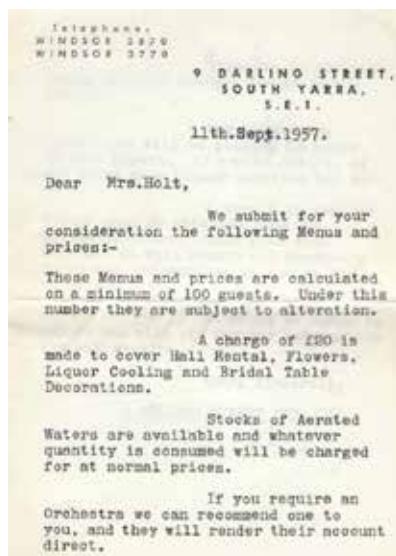 Telephone.
WINDSOR 2870
WINDSOR 3770
9 DARLING STREET,
SOUTH YARRA,
S.E.1.
11th.Sept.1957.
Dear Mrs.Holt,
We submit for your
consideration the following Menus and
prices:-
These Menus and prices are calculated
on a minimum of 100 guests. Under this
number they are subject to alteration.
A charge of £20 is
made to cover Hall Rental, Flowers,
Liquor Cooling and Bridal Table
Decorations.
Stocks of Aerated
Waters are available and whatever
quantity is consumed will be charged
for at normal prices.
If you require an
Orchestra we can recommend one to
you, and they will render their account
direct.